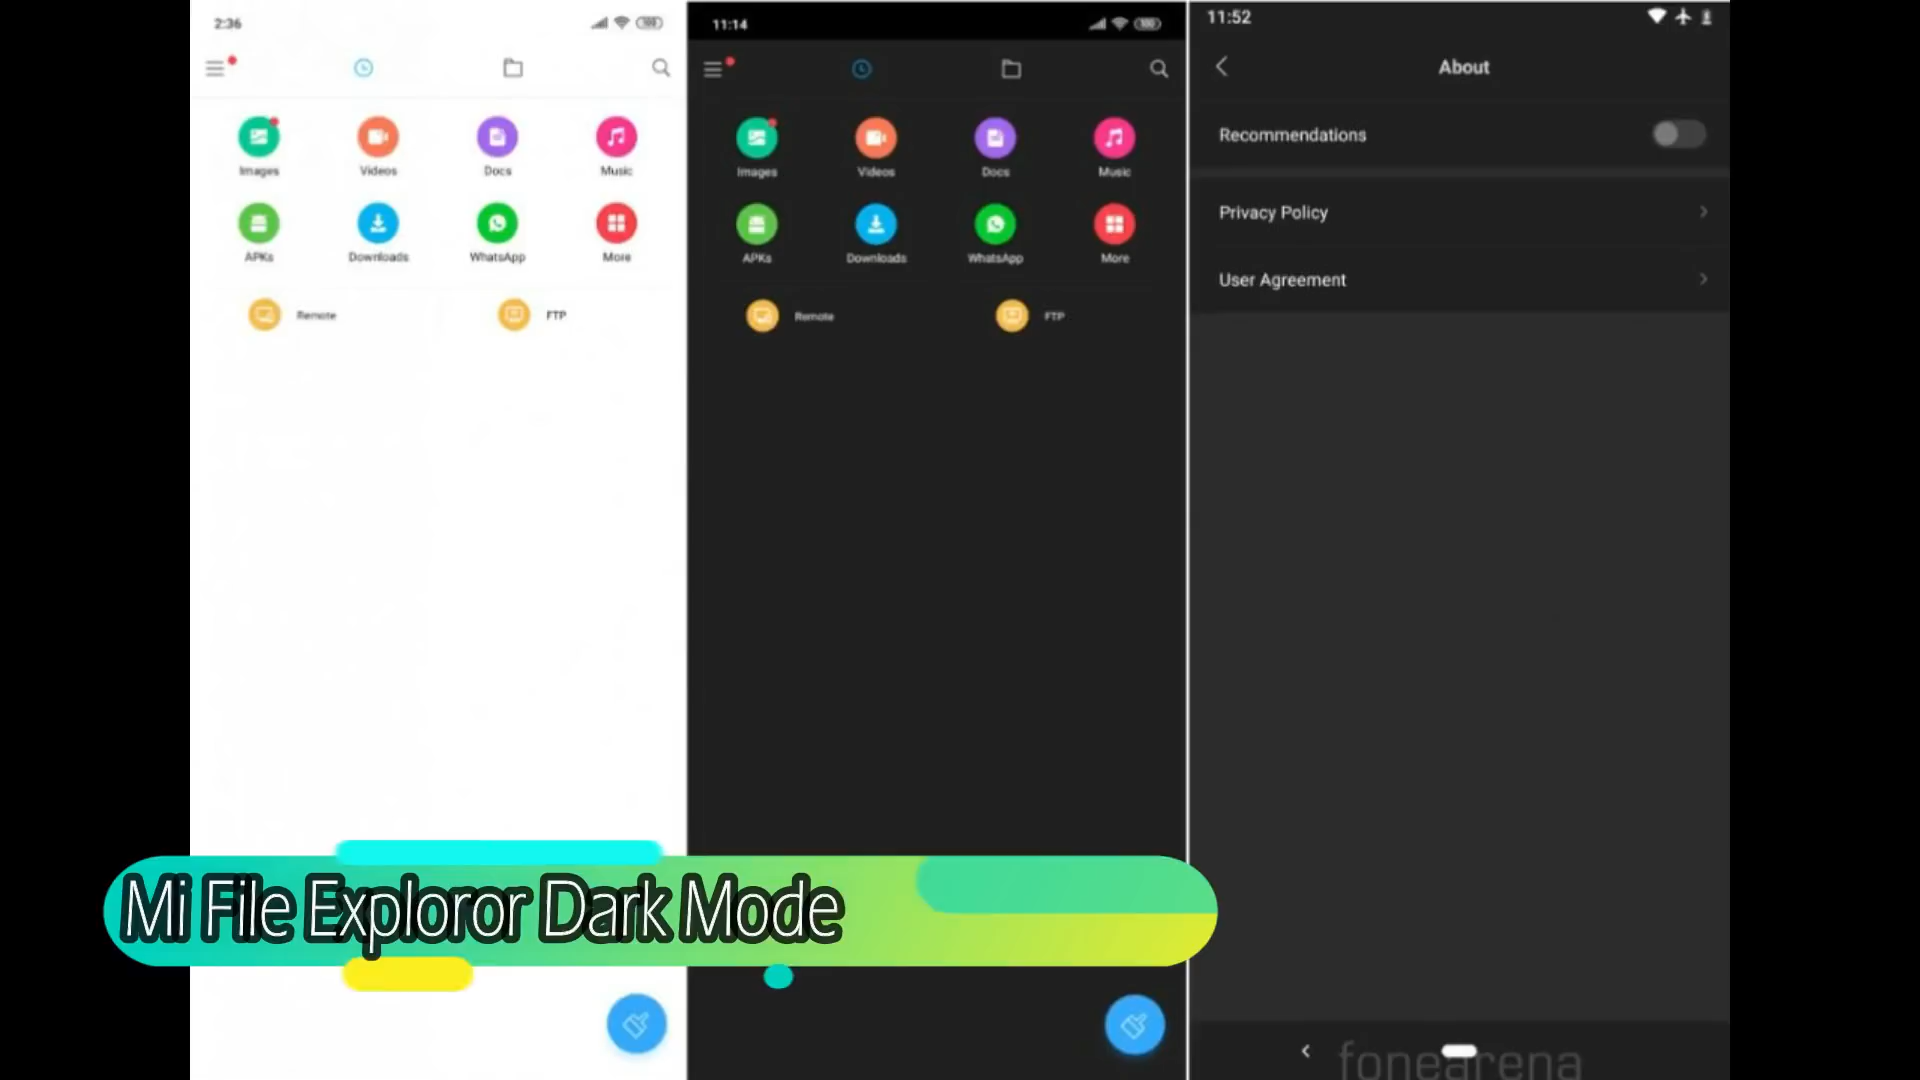 2:36
100
Images Videos Docs Music
APKs Downloads WhatsApp More
Remote FTP
11:14
100
Images Videos Docs Music
APKs Downloads WhatsApp More
Remote FTP
11:52
About
Recommendations
Privacy Policy
User Agreement
Mi File Exploror Dark Mode
fonearena